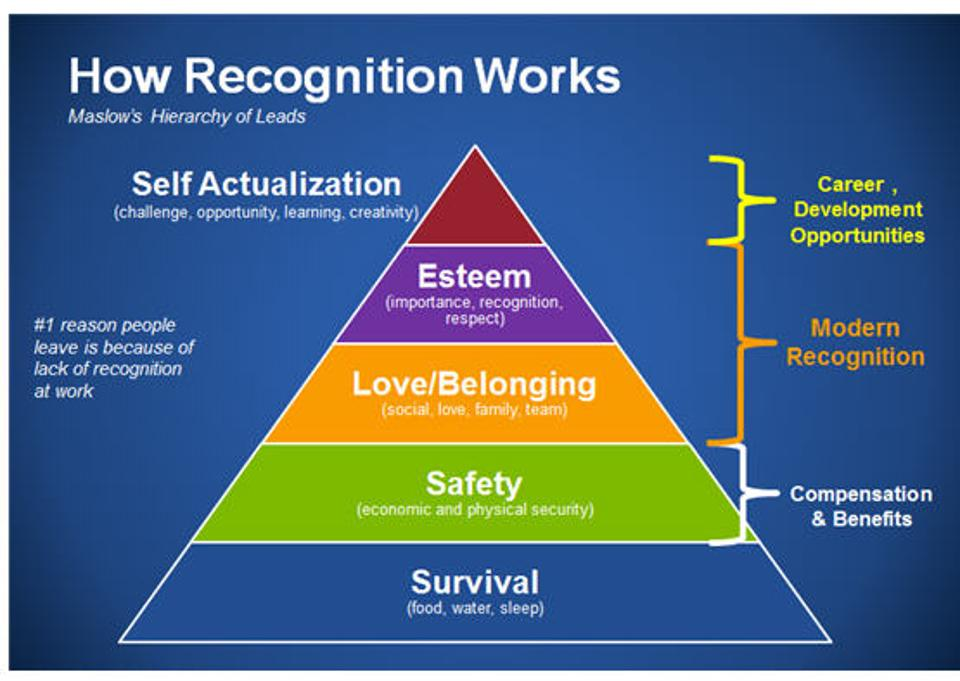 How Recognition Works
Maslow's Hierarchy of Leads
Self Actualization
(challenge, opportunity, learning, creativity)
Career ,
Development
Opportunities
Esteem
(importance, recognition,
respect)
#1 reason people
leave is because of
lack of recognition
at work
Modern
Recognition
Love/Belonging
(social, love, family, team)
Safety
(economic and physical security)
Compensation
& Benefits
Survival
(food, water, sleep)